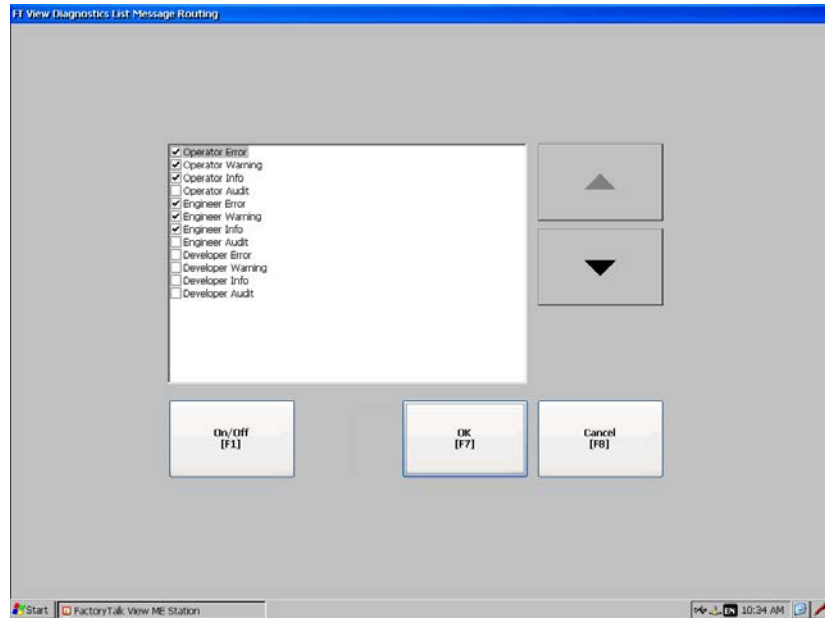 FT View Diagnostics List Message Routing
Operator Error
Operator Warning
Operator Info
Operator Audit
Engineer Error
Engineer Warning
Engineer Info
Engineer Audit
Developer Error
Developer Warning
Developer Info
Developer Audit
On/Off
[F1]
OK
[F7]
Cancel
[F8]
Start
FactoryTalk View ME Station
EN
10:34 AM